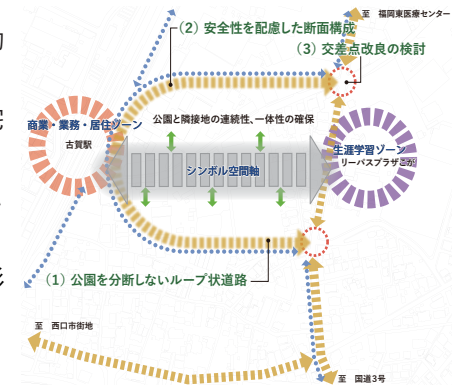 至　福岡東医療センター
（2）安全性を配慮した断面構成
（3）交差点改良の検討
公園と隣接地の連続性、一体性の確保
商業・業務・居住ゾーン
古賀駅
シンボル空間軸
生涯学習ゾーン
リーパスプラザこが
（1）公園を分断しないループ状道路
至　西口市街地
至　国道3号